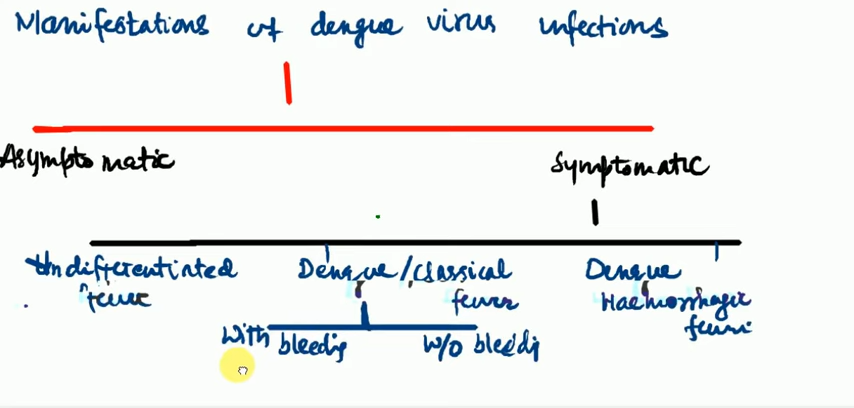 Manifestations of dengue virus infections
Asymptomatic
Symptomatic
Undifferentiated
fever
Dengue/classical
fever
Dengue
Haemorrhagic
fever
With bleedig
W/O bleedig